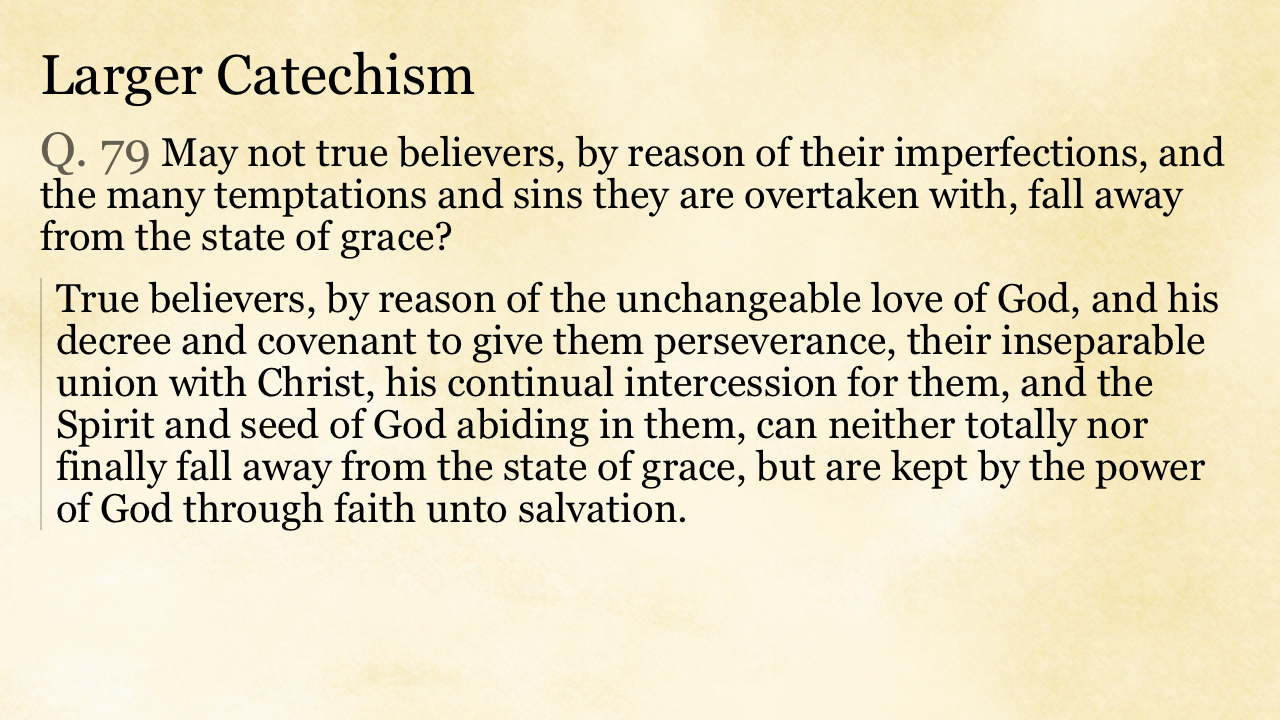 Larger Catechism
Q. 79 May not true believers, by reason of their imperfections, and
the many temptations and sins they are overtaken with, fall away
from the state of grace?
True believers, by reason of the unchangeable love of God, and his
decree and covenant to give them perseverance, their inseparable
union with Christ, his continual intercession for them, and the
Spirit and seed of God abiding in them, can neither totally nor
finally fall away from the state of grace, but are kept by the power
of God through faith unto salvation.